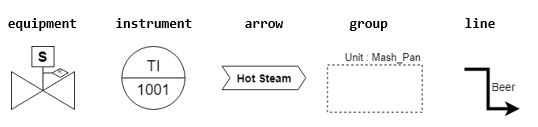 equipment instrument arrow group line
S
TI
1001
Hot Steam
Unit : Mash_Pan
Beer